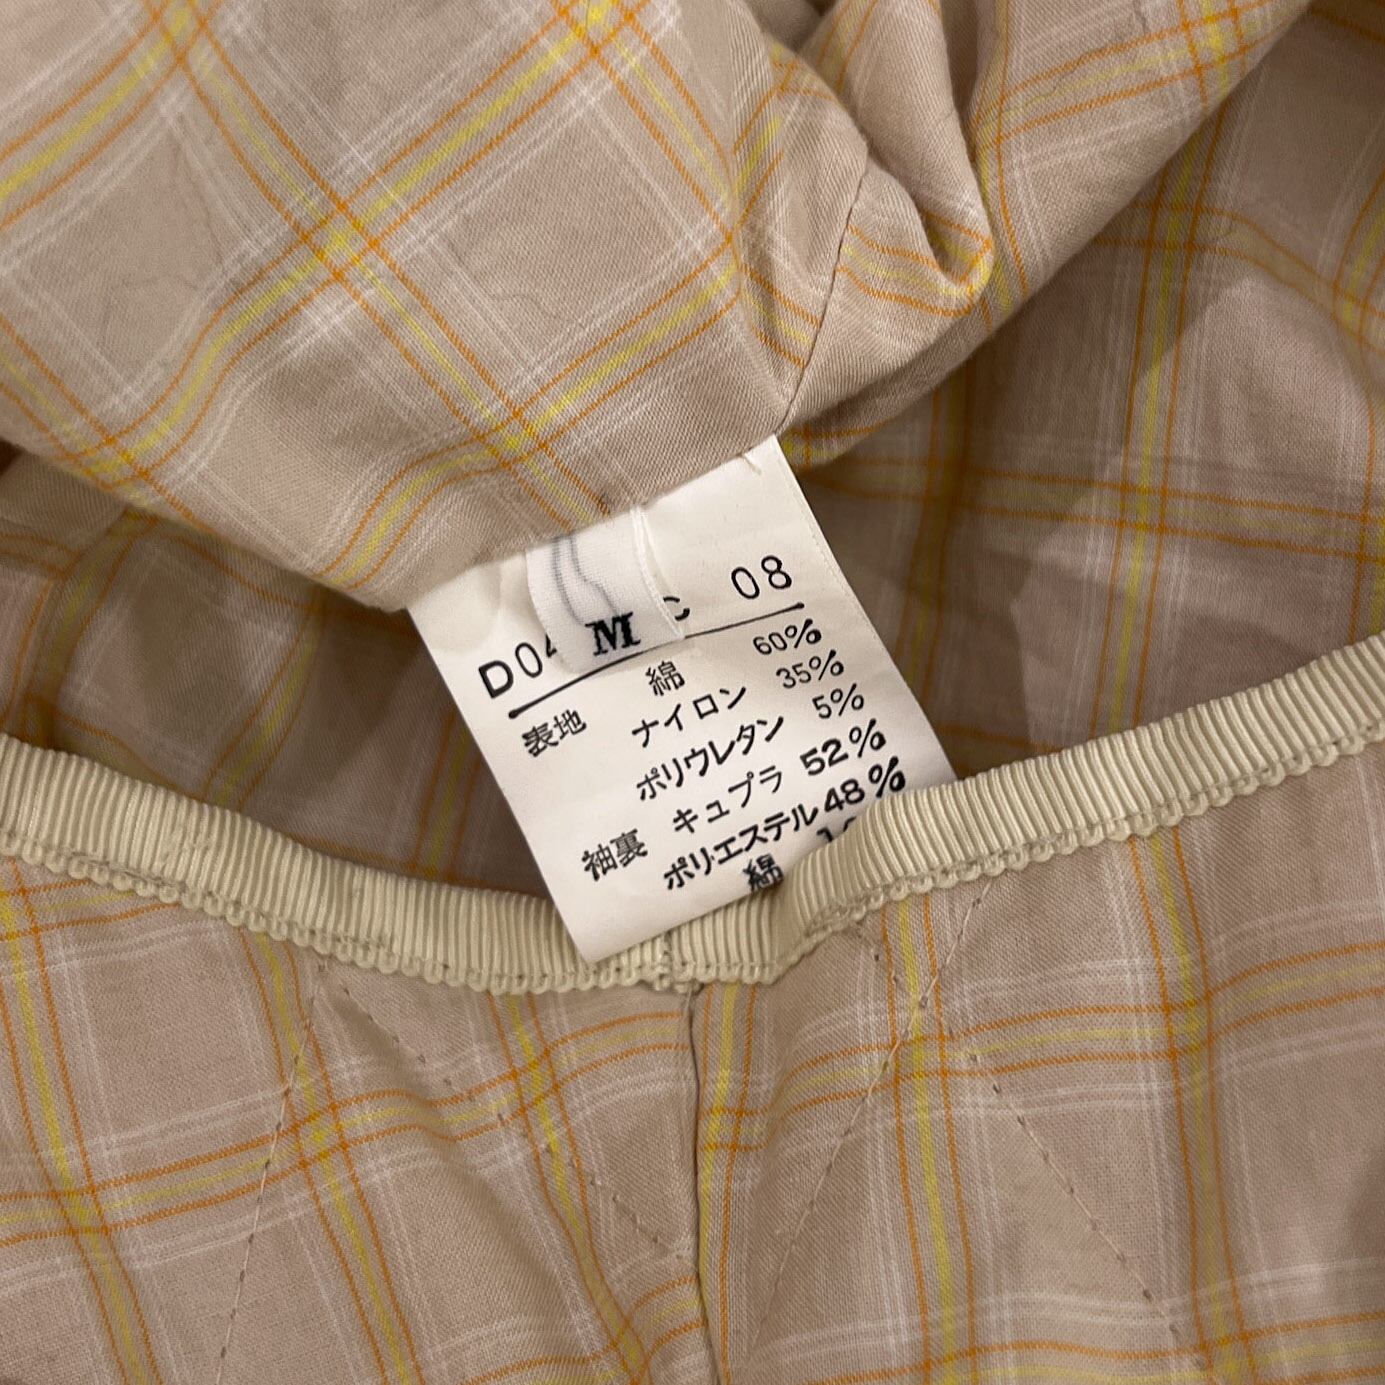 M
D04 C 08
表地 綿 60%
ナイロン 35%
ポリウレタン 5%
袖裏 キュプラ 52%
ポリエステル 48%
綿